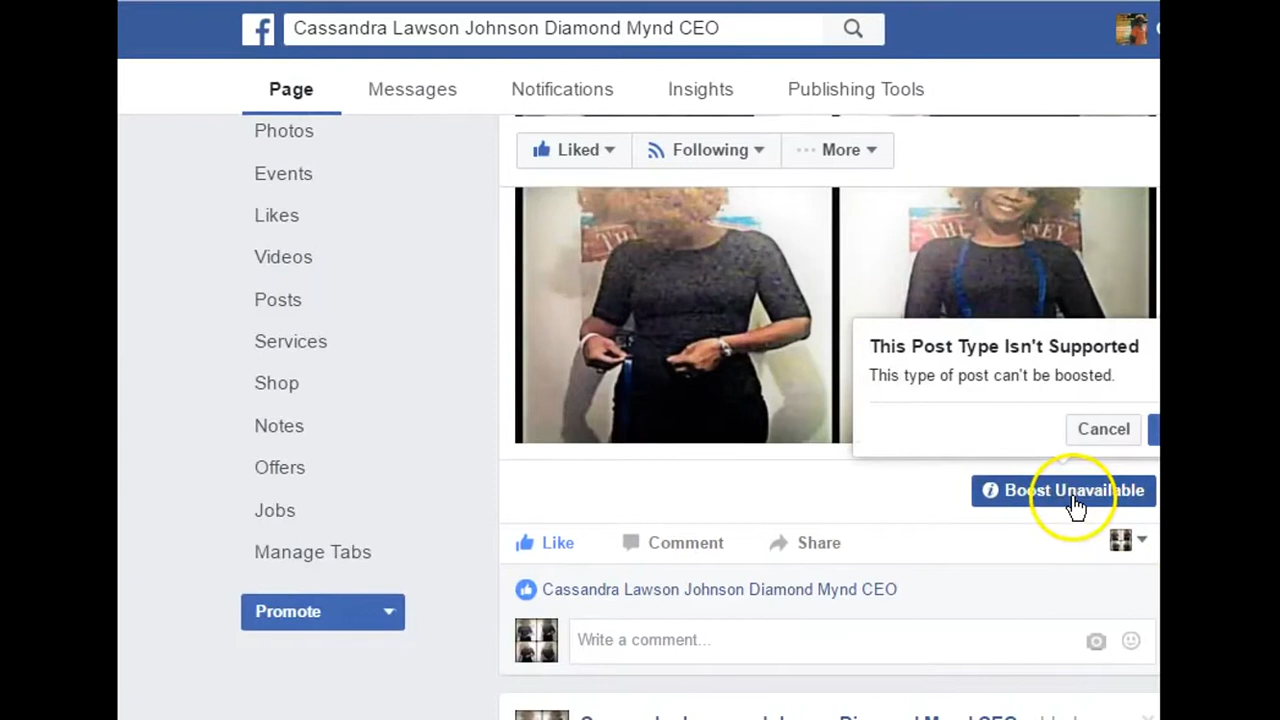 Cassandra Lawson Johnson Diamond Mynd CEO
Page Messages Notifications Insights Publishing Tools
Photos
Events
Likes
Videos
Posts
Services
Shop
Notes
Offers
Jobs
Manage Tabs
Promote
Liked Following More
This Post Type Isn't Supported
This type of post can't be boosted.
Cancel
Boost Unavailable
Like Comment Share
Cassandra Lawson Johnson Diamond Mynd CEO
Write a comment...